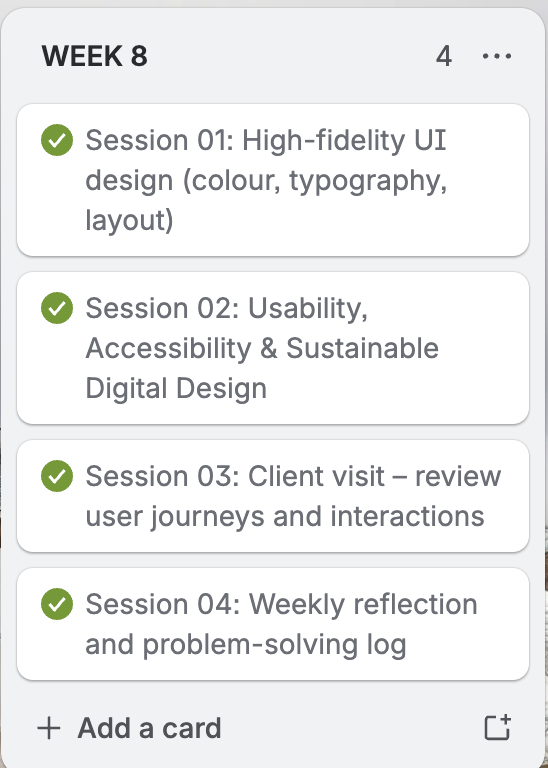 WEEK 8
4
Session 01: High-fidelity UI
design (colour, typography,
layout)
Session 02: Usability,
Accessibility & Sustainable
Digital Design
Session 03: Client visit – review
user journeys and interactions
Session 04: Weekly reflection
and problem-solving log
+ Add a card